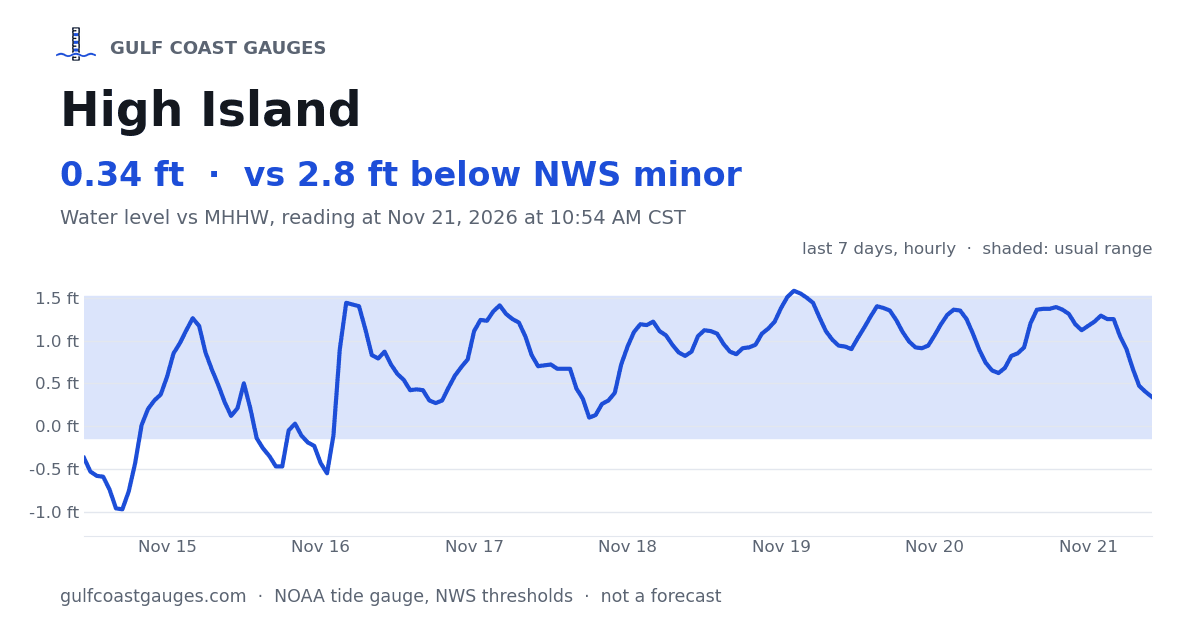 GULF COAST GAUGES
High Island
0.34 ft · vs 2.8 ft below NWS minor
Water level vs MHHW, reading at Nov 21, 2026 at 10:54 AM CST
last 7 days, hourly · shaded: usual range
1.5 ft
1.0 ft
0.5 ft
0.0 ft
-0.5 ft
-1.0 ft
Nov 15 Nov 16 Nov 17 Nov 18 Nov 19 Nov 20 Nov 21
gulfcoastgauges.com · NOAA tide gauge, NWS thresholds · not a forecast